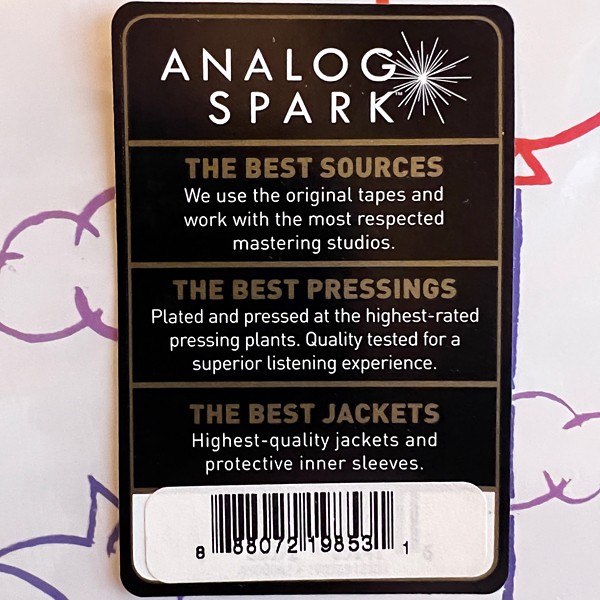 ANALOG
SPARK™
THE BEST SOURCES
We use the original tapes and
work with the most respected
mastering studios.
THE BEST PRESSINGS
Plated and pressed at the highest-rated
pressing plants. Quality tested for a
superior listening experience.
THE BEST JACKETS
Highest-quality jackets and
protective inner sleeves.
8 88072 19853 1